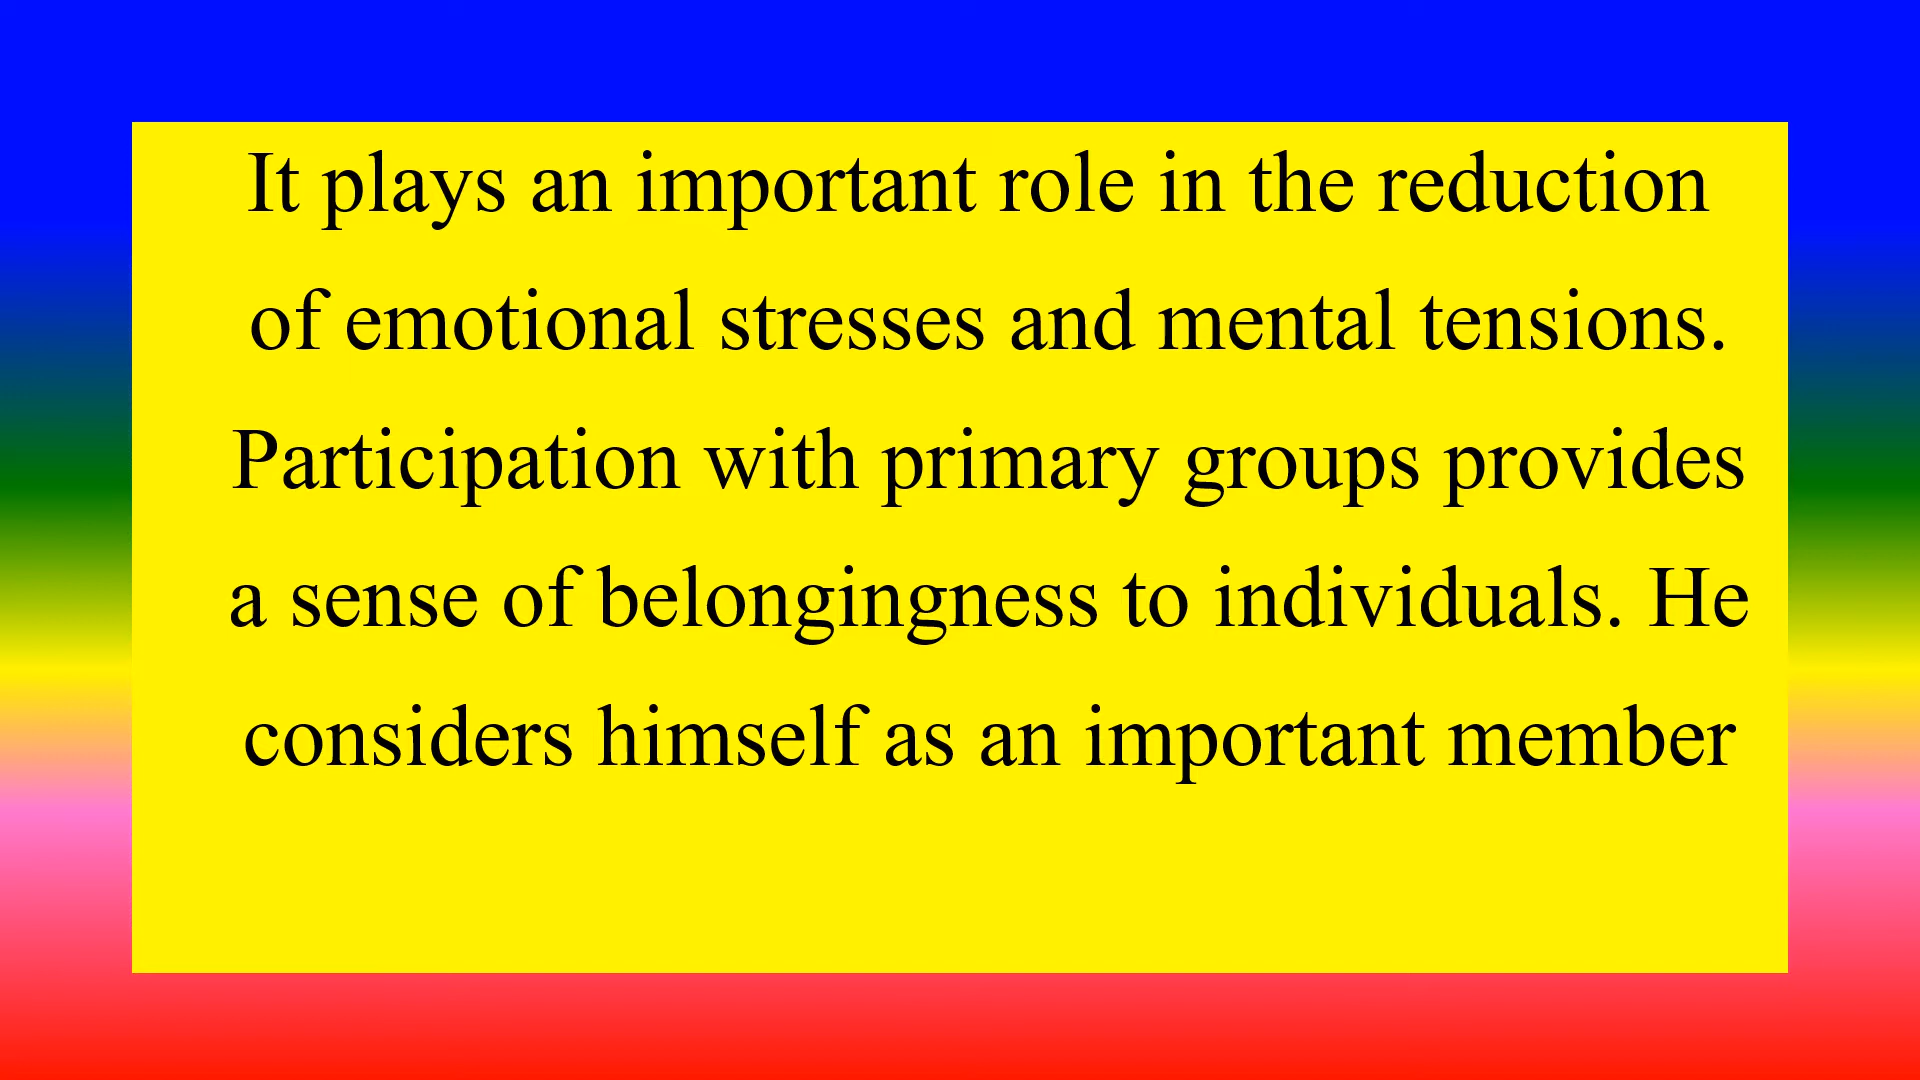 It plays an important role in the reduction
of emotional stresses and mental tensions.
Participation with primary groups provides
a sense of belongingness to individuals. He
considers himself as an important member